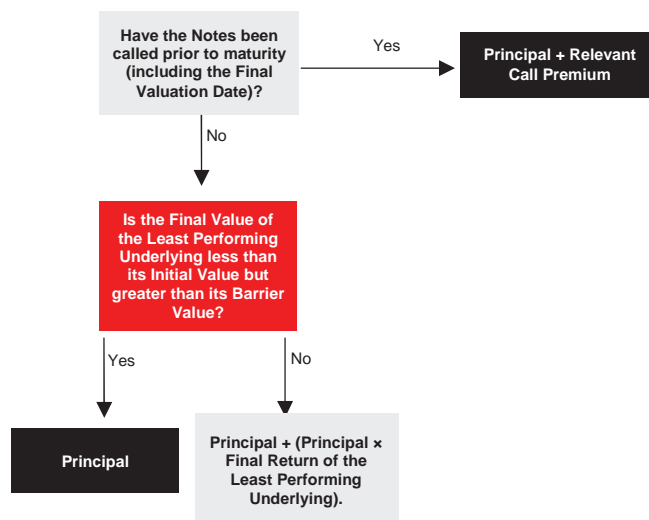 Have the Notes been
called prior to maturity
(including the Final
Valuation Date)?
Yes
Principal + Relevant
Call Premium
No
Is the Final Value of
the Least Performing
Underlying less than
its Initial Value but
greater than its Barrier
Value?
Yes
No
Principal
Principal + (Principal ×
Final Return of the
Least Performing
Underlying).